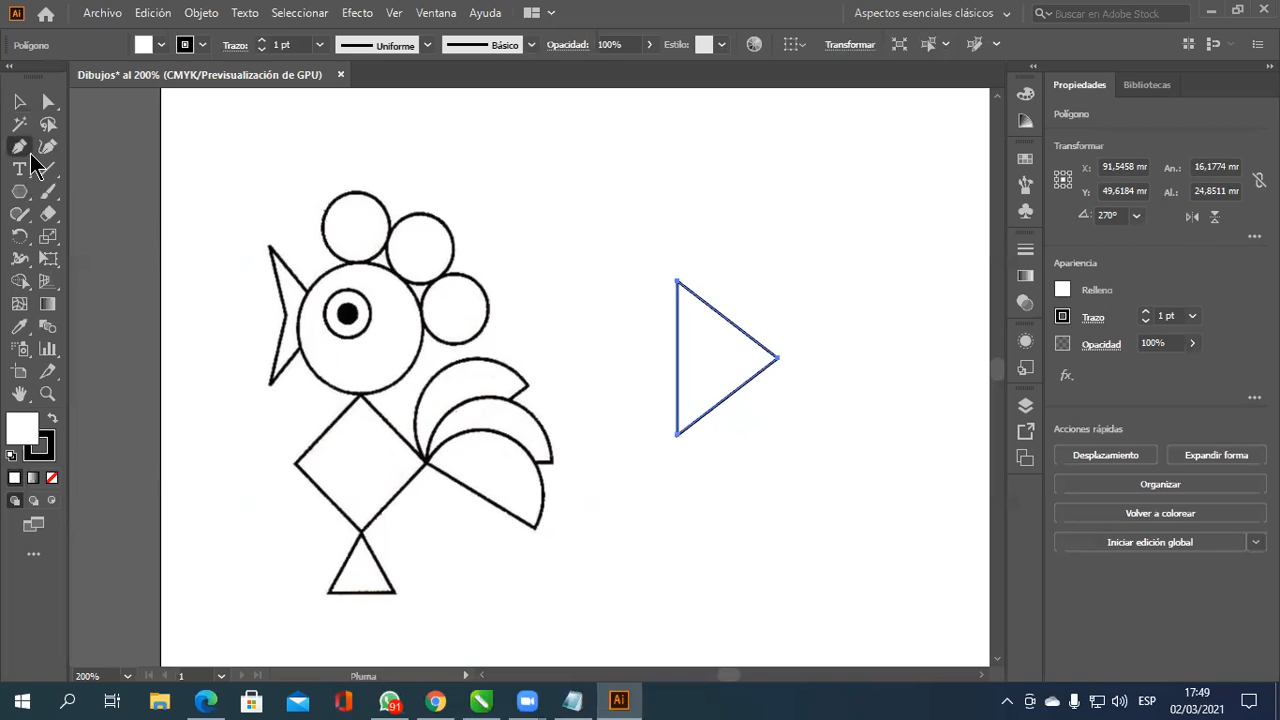 Ai Archivo Edición Objeto Texto Seleccionar Efecto Ver Ventana Ayuda Aspectos esenciales clásicos Buscar en Adobe Stock
Polígono Trazo: 1 pt Uniforme Básico Opacidad: 100% Estilo: Transformar
Dibujos* al 200% (CMYK/Previsualización de GPU)
Propiedades Bibliotecas
Polígono
Transformar
X: 91,5458 mr An.: 16,1774 mr
Y: 49,6184 mr Al.: 24,8511 mr
270°
Apariencia
Relleno
Trazo 1 pt
Opacidad 100%
fx
Acciones rápidas
Desplazamiento Expandir forma
Organizar
Volver a colorear
Iniciar edición global
200% 1 Pluma
91 Ai ESP 17:49
02/03/2021